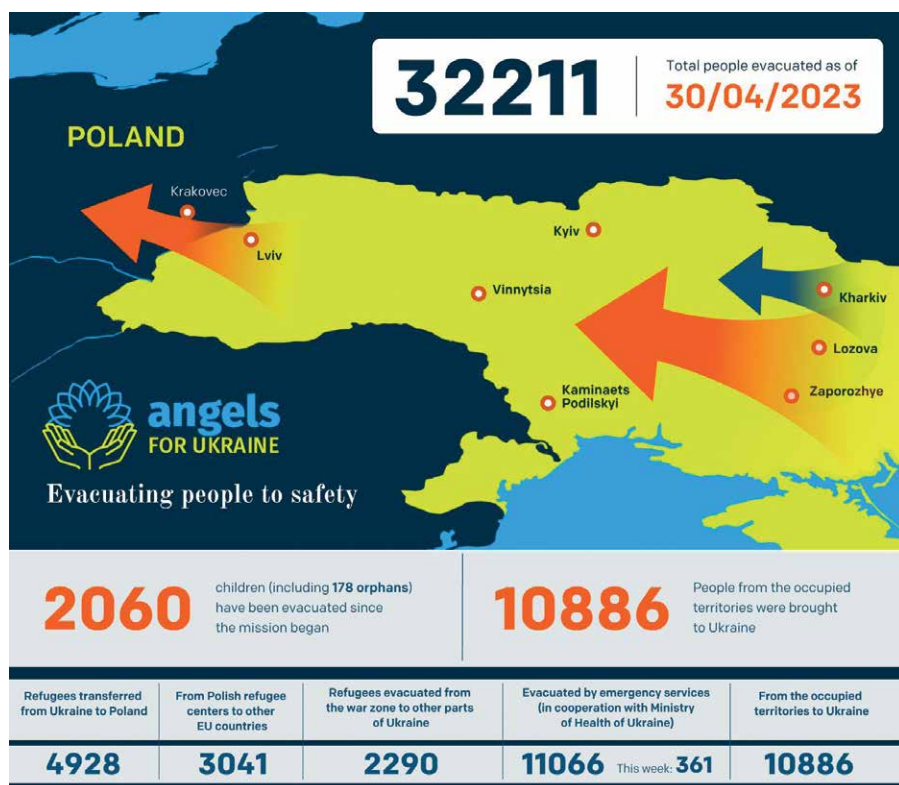 32211
Total people evacuated as of
30/04/2023
POLAND
Krakovec
Lviv
Kyiv
Vinnytsia
Kharkiv
Lozova
Zaporozhye
Kaminaets
Podilskyi
angels
FOR UKRAINE
Evacuating people to safety
2060
children (including 178 orphans)
have been evacuated since
the mission began
10886
People from the occupied
territories were brought
to Ukraine
Refugees transferred
from Ukraine to Poland
4928
From Polish refugee
centers to other
EU countries
3041
Refugees evacuated from
the war zone to other parts
of Ukraine
2290
Evacuated by emergency services
(in cooperation with Ministry
of Health of Ukraine)
11066 This week: 361
From the occupied
territories to Ukraine
10886